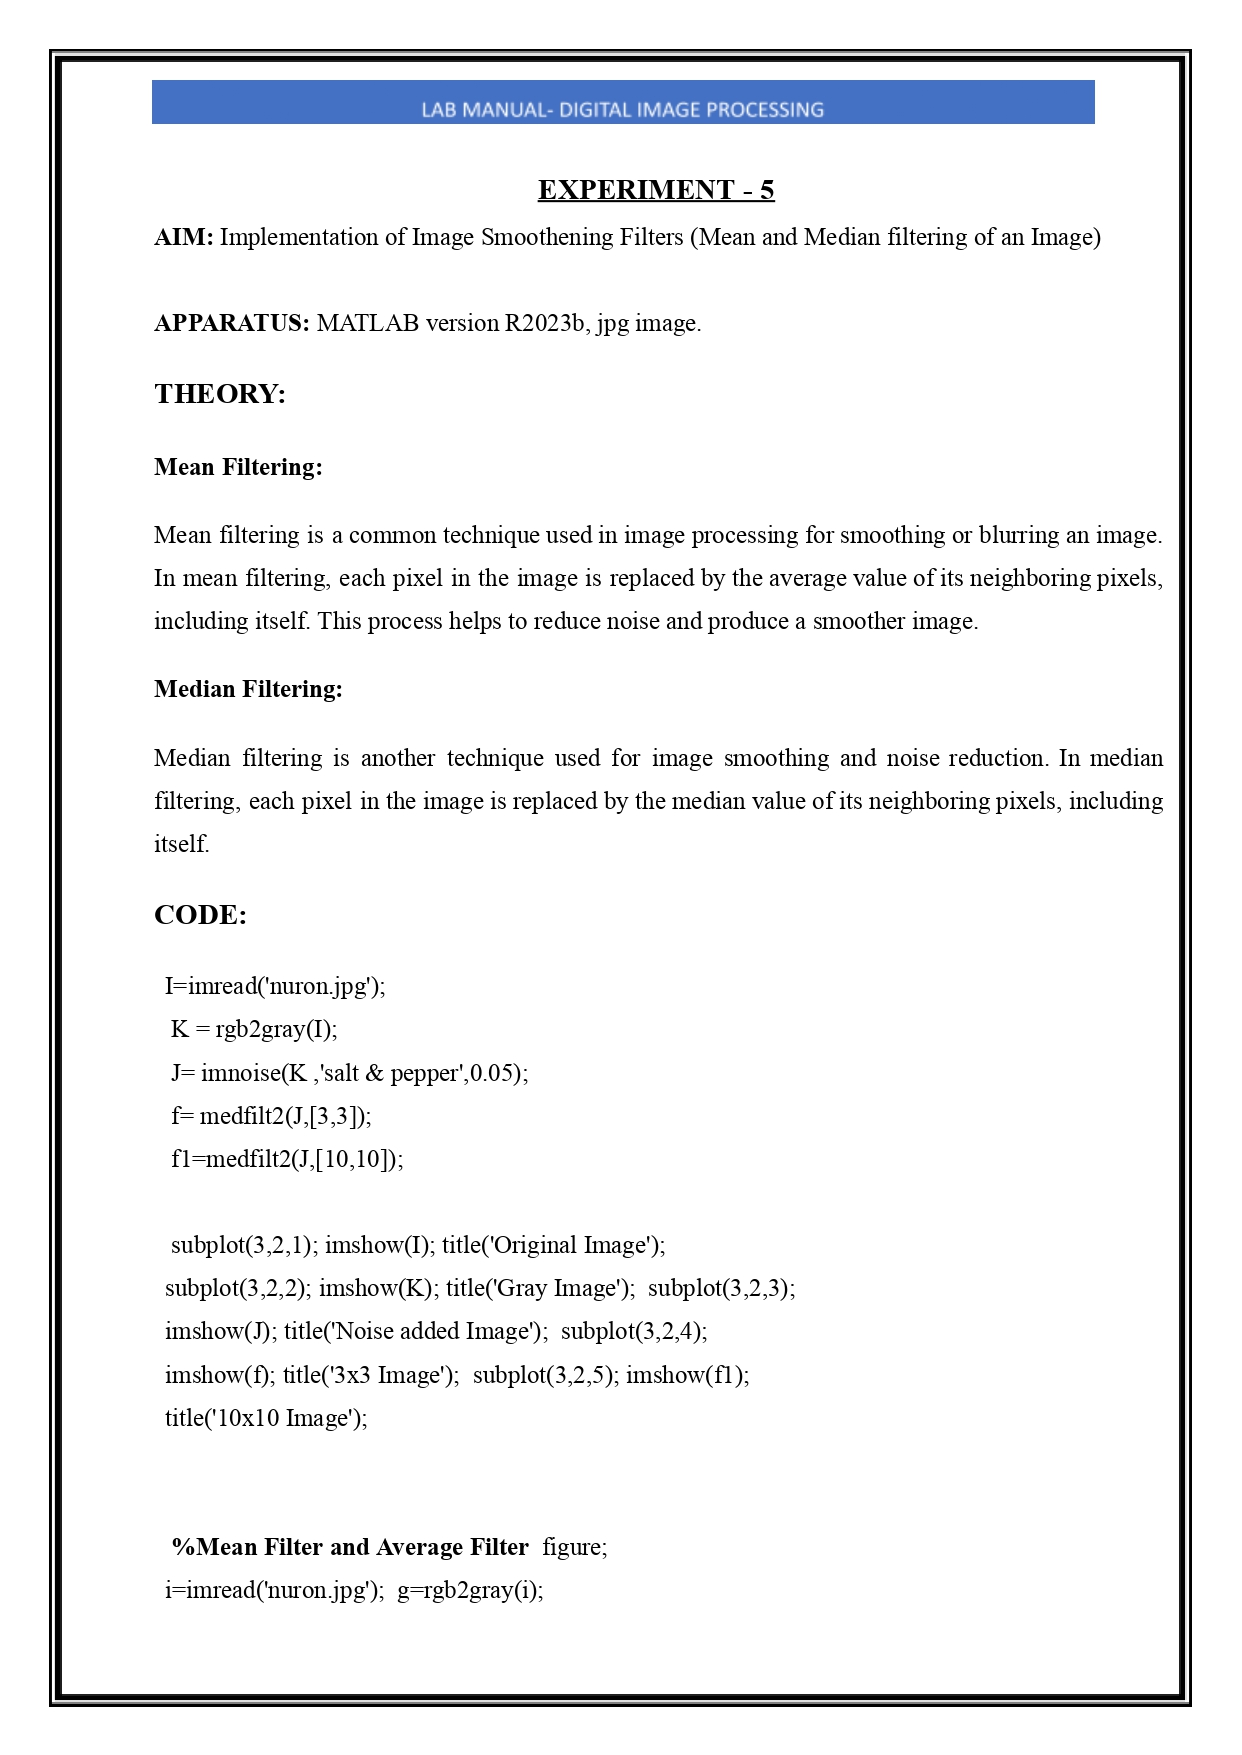 LAB MANUAL- DIGITAL IMAGE PROCESSING
EXPERIMENT - 5
AIM: Implementation of Image Smoothening Filters (Mean and Median filtering of an Image)
APPARATUS: MATLAB version R2023b, jpg image.
THEORY:
Mean Filtering:
Mean filtering is a common technique used in image processing for smoothing or blurring an image.
In mean filtering, each pixel in the image is replaced by the average value of its neighboring pixels,
including itself. This process helps to reduce noise and produce a smoother image.
Median Filtering:
Median filtering is another technique used for image smoothing and noise reduction. In median
filtering, each pixel in the image is replaced by the median value of its neighboring pixels, including
itself.
CODE:
I=imread('nuron.jpg');
K = rgb2gray(I);
J= imnoise(K ,'salt & pepper',0.05);
f= medfilt2(J,[3,3]);
f1=medfilt2(J,[10,10]);
subplot(3,2,1); imshow(I); title('Original Image');
subplot(3,2,2); imshow(K); title('Gray Image');  subplot(3,2,3);
imshow(J); title('Noise added Image');  subplot(3,2,4);
imshow(f); title('3x3 Image');  subplot(3,2,5); imshow(f1);
title('10x10 Image');
%Mean Filter and Average Filter  figure;
i=imread('nuron.jpg');  g=rgb2gray(i);